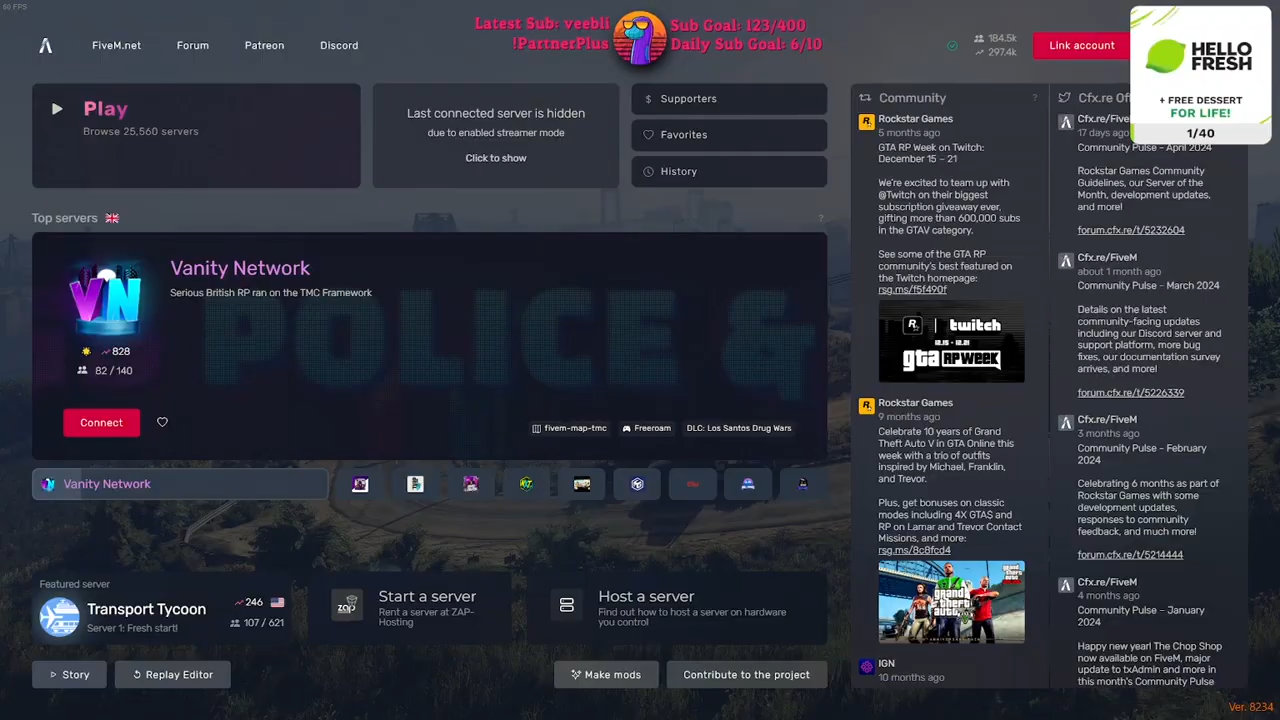 60 FPS
FiveM.net
Forum
Patreon
Discord
Latest Sub: veebli
!PartnerPlus
Sub Goal: 123/400
Daily Sub Goal: 6/10
184.5k
297.4k
Link account
HELLO
FRESH
+ FREE DESSERT
FOR LIFE!
1/40
Play
Browse 25,560 servers
Last connected server is hidden
due to enabled streamer mode
Click to show
$ Supporters
Favorites
History
Top servers
?
Vanity Network
Serious British RP ran on the TMC Framework
POLICE &
VN
828
82 / 140
Connect
fivem-map-tmc
Freeroam
DLC: Los Santos Drug Wars
Vanity Network
Featured server
Transport Tycoon
Server 1: Fresh start!
246
107 / 621
ZAP
Start a server
Rent a server at ZAP-
Hosting
Host a server
Find out how to host a server on hardware
you control
Story
Replay Editor
Make mods
Contribute to the project
Community
?
Rockstar Games
5 months ago
GTA RP Week on Twitch:
December 15 – 21
We're excited to team up with
@Twitch on their biggest
subscription giveaway ever,
gifting more than 600,000 subs
in the GTAV category.
See some of the GTA RP
community's best featured on
the Twitch homepage:
rsg.ms/f5f490f
R★ | twitch
12.15 - 12.21
gta RP WEEK
Rockstar Games
9 months ago
Celebrate 10 years of Grand
Theft Auto V in GTA Online this
week with a trio of outfits
inspired by Michael, Franklin,
and Trevor.
Plus, get bonuses on classic
modes including 4X GTA$ and
RP on Lamar and Trevor Contact
Missions, and more:
rsg.ms/8c8fcd4
grand
theft
auto
IGN
10 months ago
Cfx.re Off
Cfx.re/FiveM
17 days ago
Community Pulse – April 2024
Rockstar Games Community
Guidelines, our Server of the
Month, development updates,
and more!
forum.cfx.re/t/5232604
Cfx.re/FiveM
about 1 month ago
Community Pulse – March 2024
Details on the latest
community-facing updates
including our Discord server and
support platform, more bug
fixes, our documentation survey
arrives, and more!
forum.cfx.re/t/5226339
Cfx.re/FiveM
3 months ago
Community Pulse – February
2024
Celebrating 6 months as part of
Rockstar Games with some
development updates,
responses to community
feedback, and much more!
forum.cfx.re/t/5214444
Cfx.re/FiveM
4 months ago
Community Pulse – January
2024
Happy new year! The Chop Shop
now available on FiveM, major
update to txAdmin and more in
this month's Community Pulse
Ver. 8234